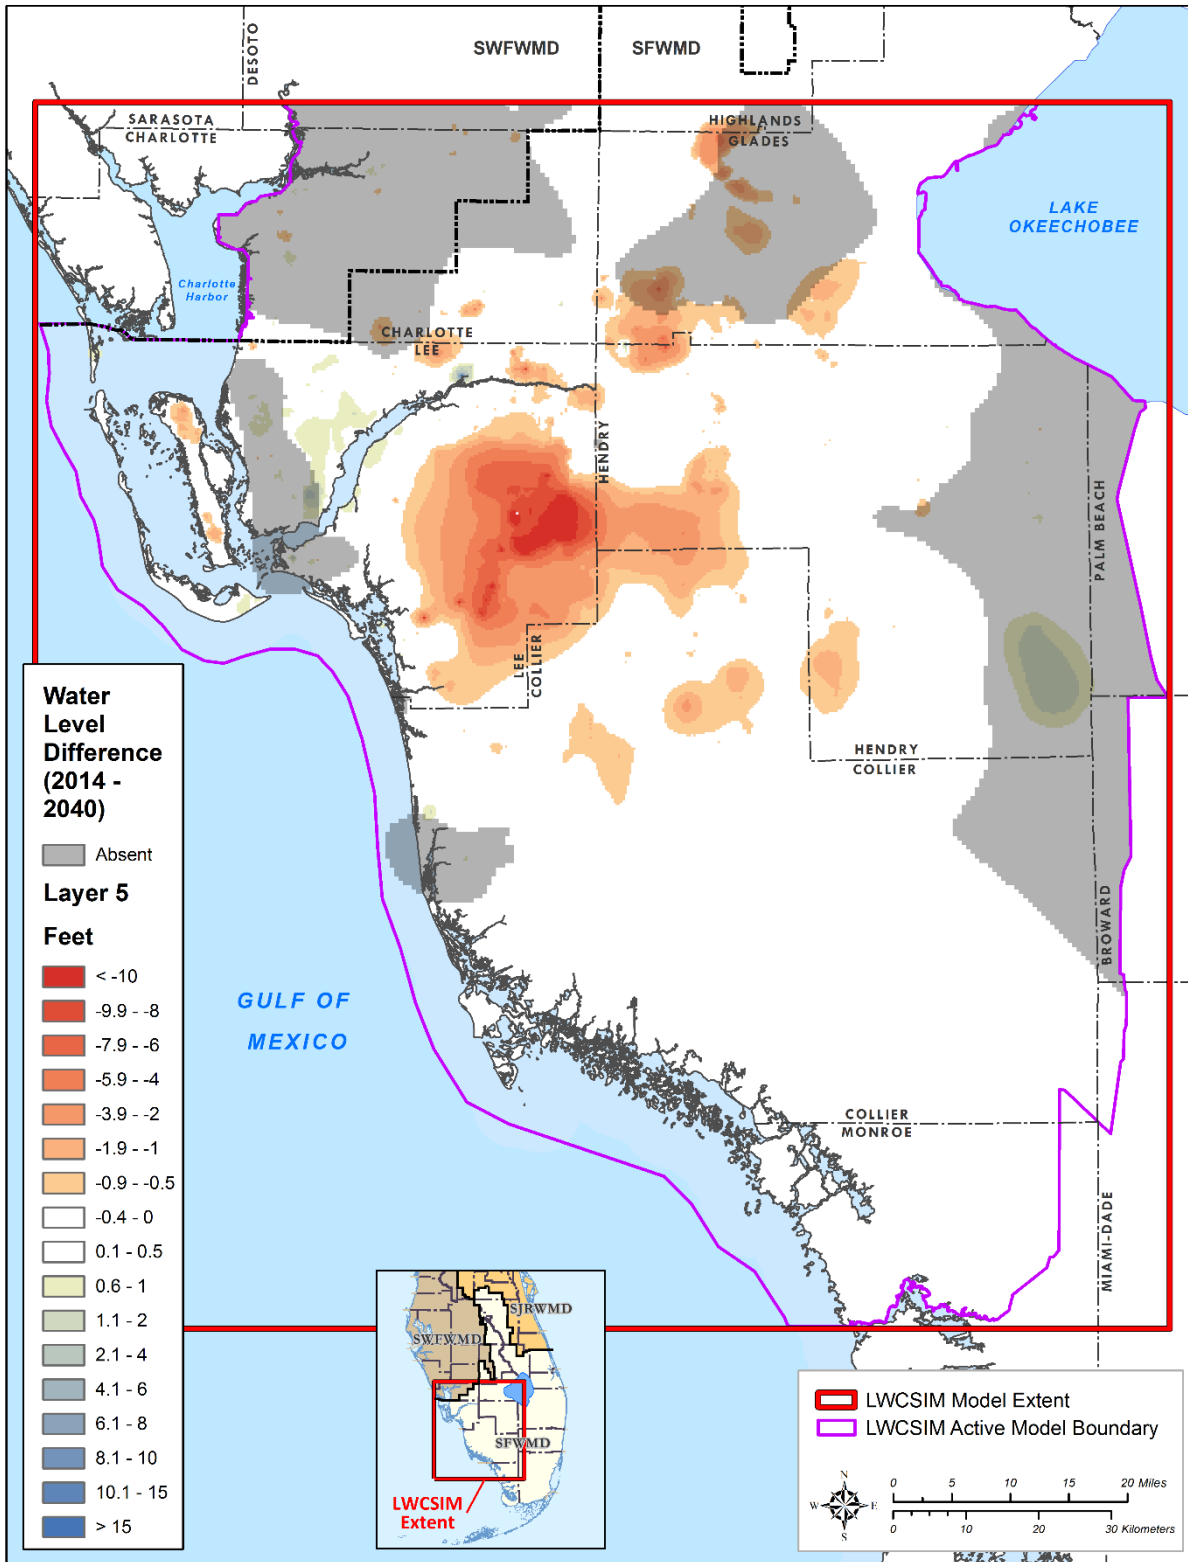 SWFWMD
SFWMD
DESOTO
SARASOTA
CHARLOTTE
HIGHLANDS
GLADES
LAKE
OKEECHOBEE
Charlotte
Harbor
CHARLOTTE
LEE
HENDRY
PALM BEACH
LEE
COLLIER
HENDRY
COLLIER
BROWARD
GULF OF
MEXICO
COLLIER
MONROE
MIAMI-DADE
Water
Level
Difference
(2014 -
2040)
Absent
Layer 5
Feet
< -10
-9.9 - -8
-7.9 - -6
-5.9 - -4
-3.9 - -2
-1.9 - -1
-0.9 - -0.5
-0.4 - 0
0.1 - 0.5
0.6 - 1
1.1 - 2
2.1 - 4
4.1 - 6
6.1 - 8
8.1 - 10
10.1 - 15
> 15
SJRWMD
SWFWMD
SFWMD
LWCSIM
Extent
LWCSIM Model Extent
LWCSIM Active Model Boundary
N
W E
S
0 5 10 15 20 Miles
0 10 20 30 Kilometers